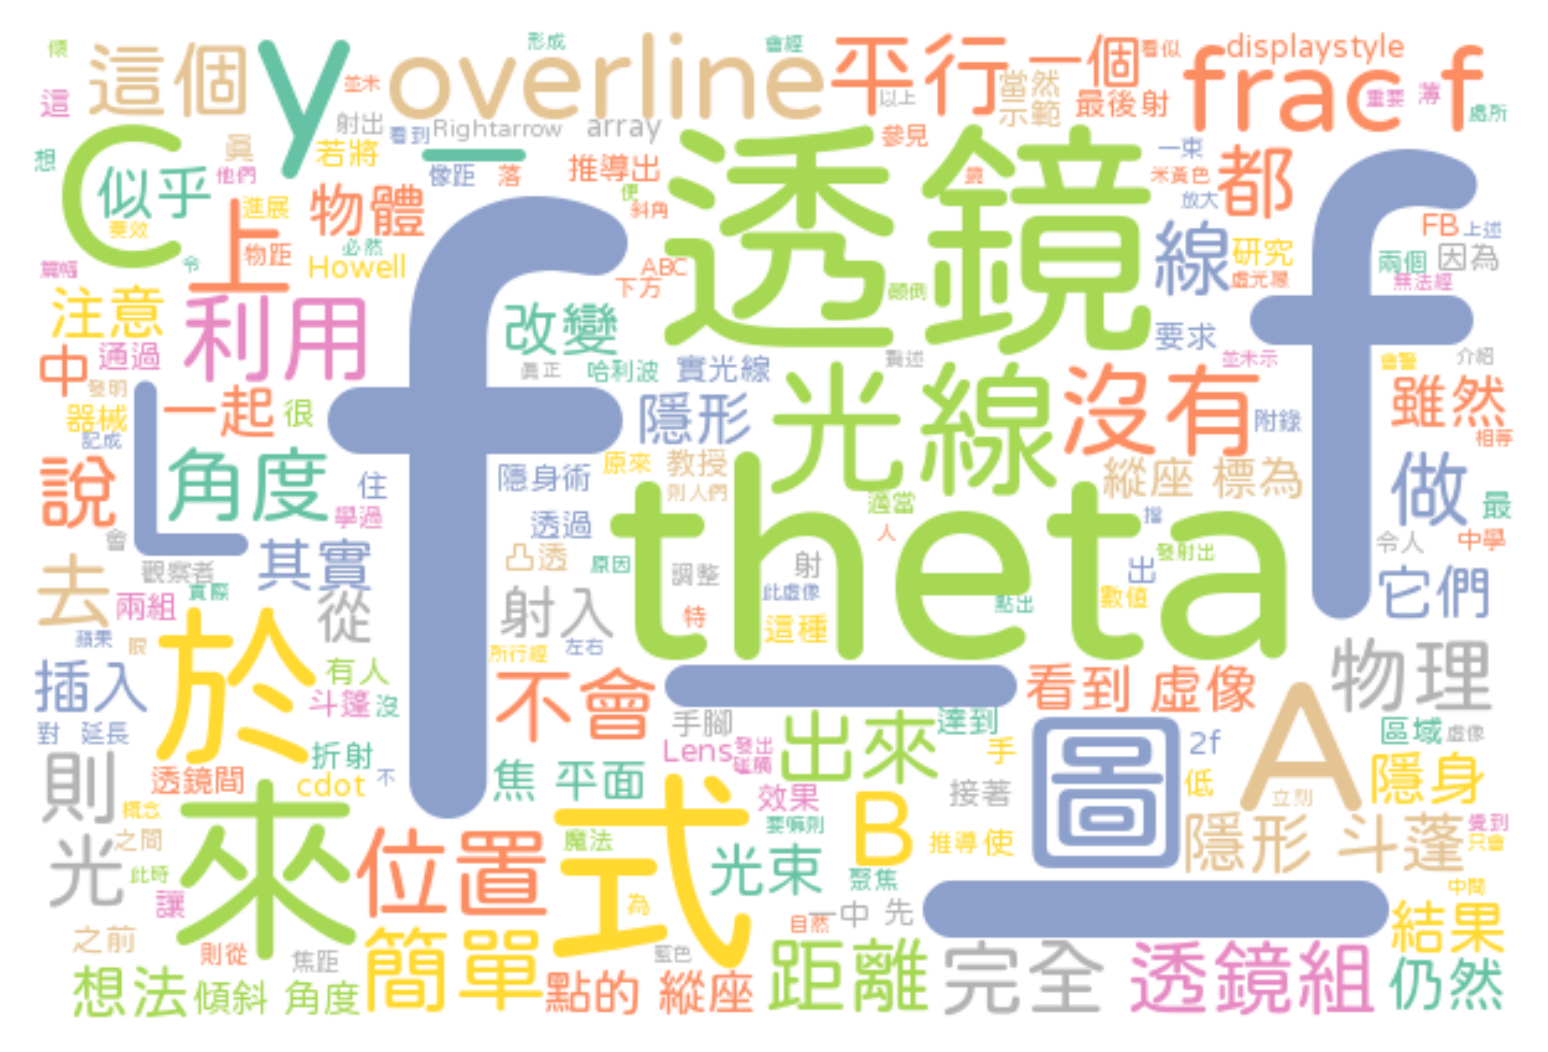 傾 這個 y 形成 會經 平行 一個 看似 displaystyle
這 並未 overline 以上 當然 示範 最後射 frac f 重要 薄 處所
想 C 真 射出 看到 Rightarrow array 參見 一束
似乎 他們 若將 一 像距 落 推導出 透鏡 米黃色 都
奏效 上 進展 物體 便 斜角 放大 FB 上述
篇幅 令 物距 必然 Howell ABC 下方 顛倒 線 研究 虛光屏 兩個 因為 無法經
注意 利用 f 改變 要求 f
中 通過 真正 哈利波 實光線 贅述 並未示 會警 介紹
發明 一起 很 隱形 光線 沒有 附錄 雖然
器械 記成 L 相等
說 角度 住 隱身術 原來 教授 則人們 縱座 標為 做 最
會 學過 透過 theta 適當 人 擋 令人 中學
去 觀察者 其實 凸透 原因 調整 射 出 發射出
兩組 實際 從 射入 特 此虛像 這種 點出 數值 它們
蘋果 眼 於 所行經 左右
插入 有人 不會 看到 虛像 物理
對 延長 斗篷 沒 手腳 出來 達到 圖 2f A 區域 虛像
則 透鏡間 折射 cdot 不 焦 平面 Lens 發出 碰觸 手 低 隱身
概念 來 式 效果 B 接著 立刻
光 之間 此時 位置 魔法 要嘛則 光束 推導 使 隱形 斗蓬 覺到 只會
讓 為 聚焦 中間
之前 則從 焦距 簡單 藍色 自然 一中 先 結果
想法 傾斜 角度 點的 縱座 距離 完全 透鏡組 仍然